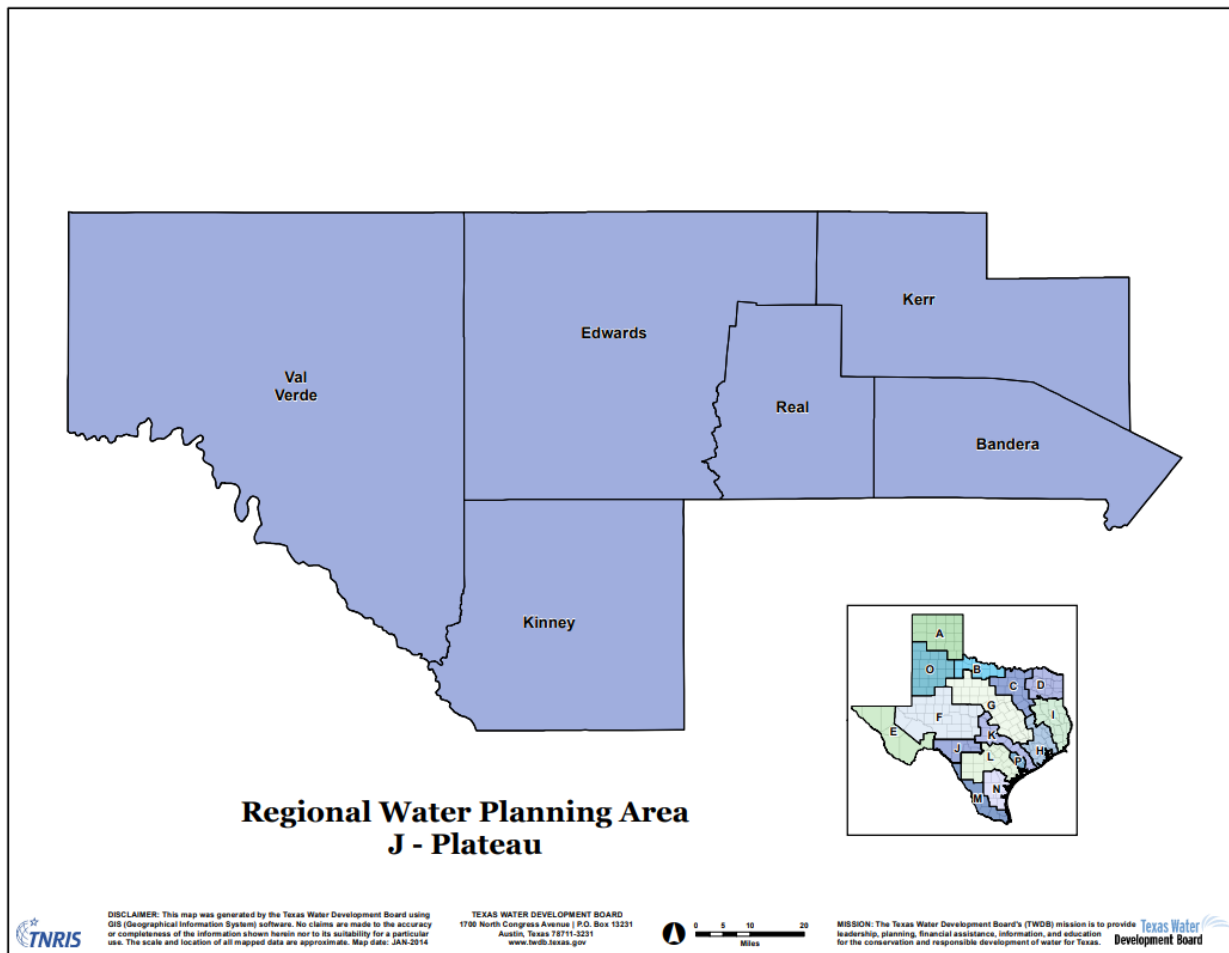 Val
Verde
Edwards
Kerr
Real
Bandera
Kinney
A
O
B
C
D
G
F
I
E
K
H
J
L
P
N
M
Regional Water Planning Area
J - Plateau
TNRIS
DISCLAIMER: This map was generated by the Texas Water Development Board using
GIS (Geographical Information System) software. No claims are made to the accuracy
or completeness of the information shown herein nor to its suitability for a particular
use. The scale and location of all mapped data are approximate. Map date: JAN-2014
TEXAS WATER DEVELOPMENT BOARD
1700 North Congress Avenue | P.O. Box 13231
Austin, Texas 78711-3231
www.twdb.texas.gov
0 5 10 20
Miles
MISSION: The Texas Water Development Board's (TWDB) mission is to provide
leadership, planning, financial assistance, information, and education
for the conservation and responsible development of water for Texas.
Texas Water
Development Board